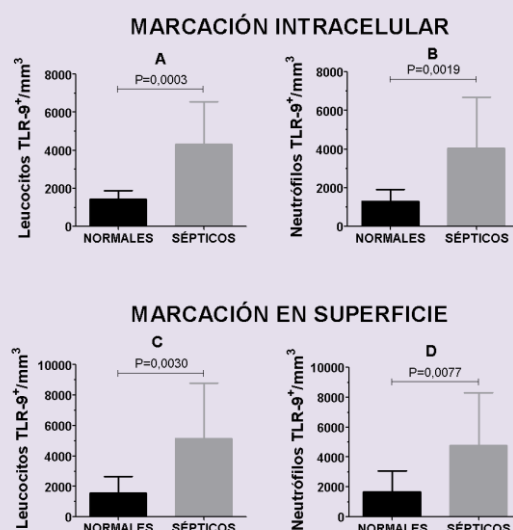 MARCACIÓN INTRACELULAR
A
P=0,0003
Leucocitos TLR-9⁺/mm³
8000
6000
4000
2000
0
NORMALES SÉPTICOS
B
P=0,0019
Neutrófilos TLR-9⁺/mm³
8000
6000
4000
2000
0
NORMALES SÉPTICOS
MARCACIÓN EN SUPERFICIE
C
P=0,0030
Leucocitos TLR-9⁺/mm³
10000
8000
6000
4000
2000
0
NORMALES SÉPTICOS
D
P=0,0077
Neutrófilos TLR-9⁺/mm³
10000
8000
6000
4000
2000
0
NORMALES SÉPTICOS